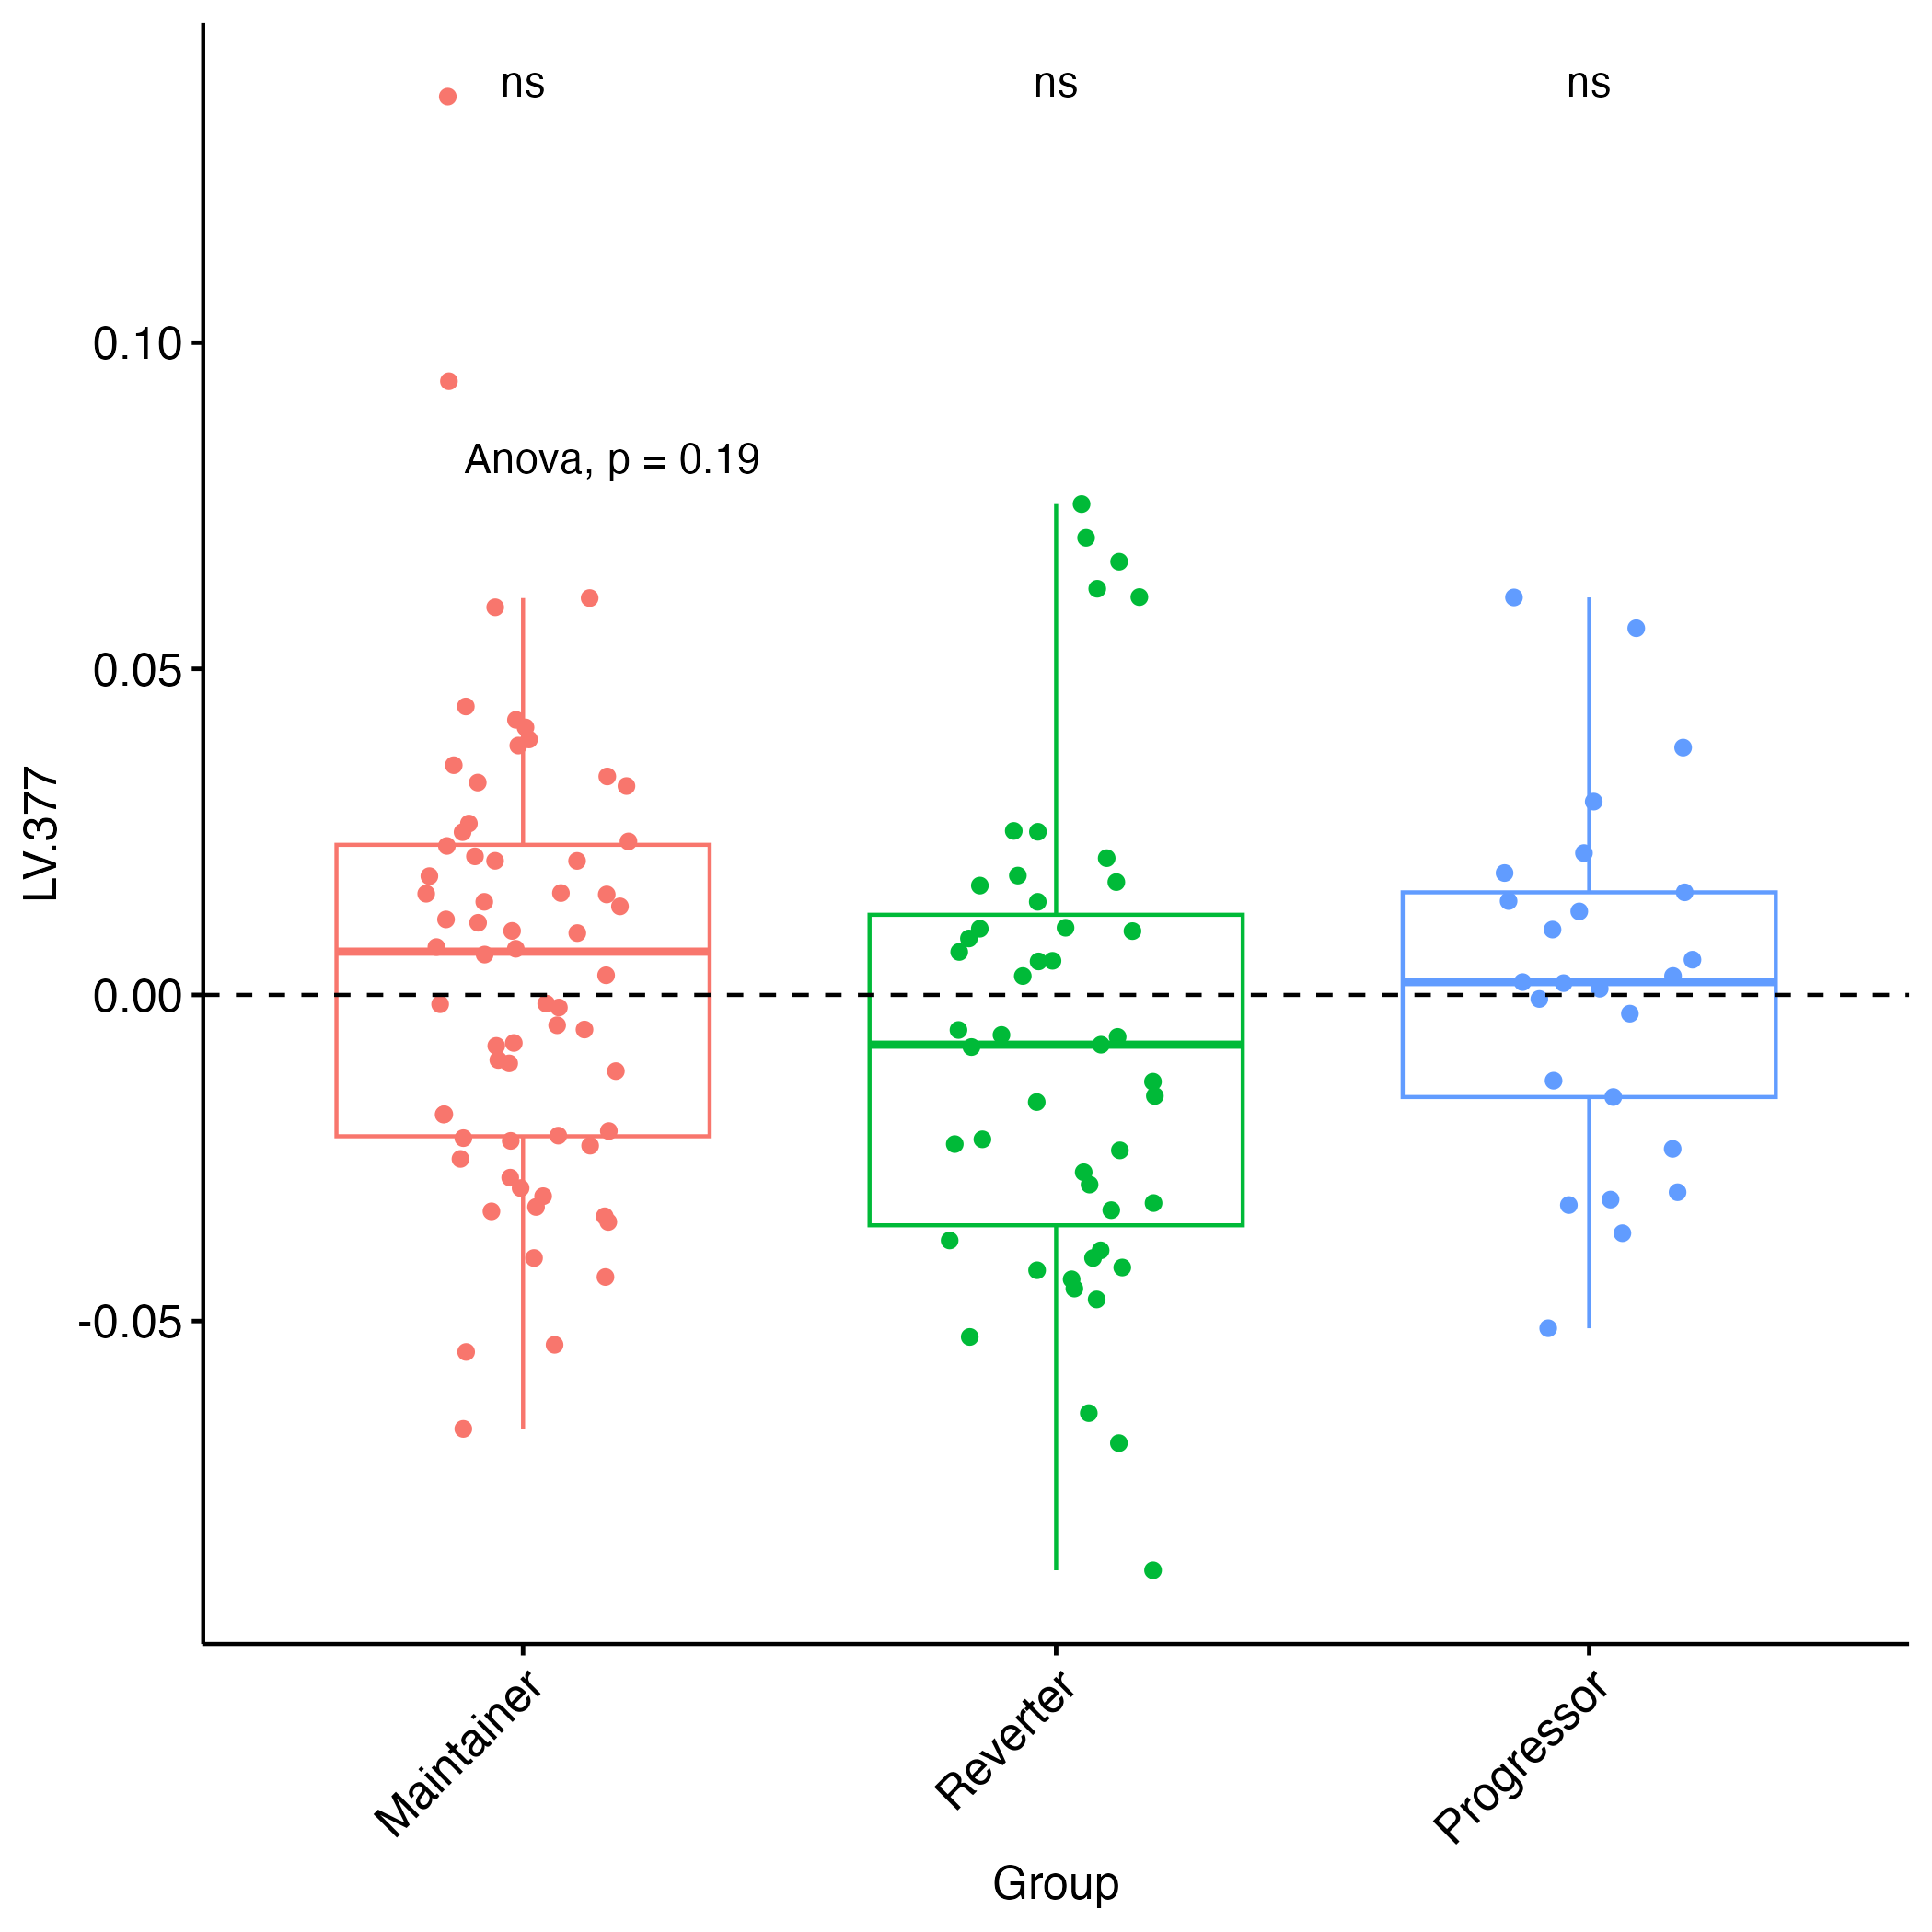 ns ns ns
0.10
Anova, p = 0.19
0.05
LV.377
0.00
-0.05
Maintainer Reverter Progressor
Group